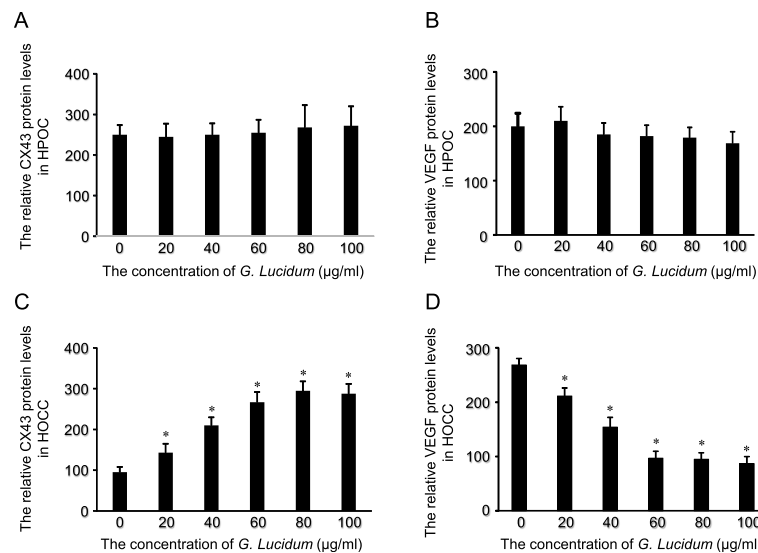 A
The relative CX43 protein levels
in HPOC
400
300
200
100
0
0 20 40 60 80 100
The concentration of G. Lucidum (µg/ml)
B
The relative VEGF protein levels
in HPOC
300
200
100
0
0 20 40 60 80 100
The concentration of G. Lucidum (µg/ml)
C
The relative CX43 protein levels
in HOCC
400
300
200
100
0
* * * * *
0 20 40 60 80 100
The concentration of G. Lucidum (µg/ml)
D
The relative VEGF protein levels
in HOCC
300
200
100
0
* * * * *
0 20 40 60 80 100
The concentration of G. Lucidum (µg/ml)